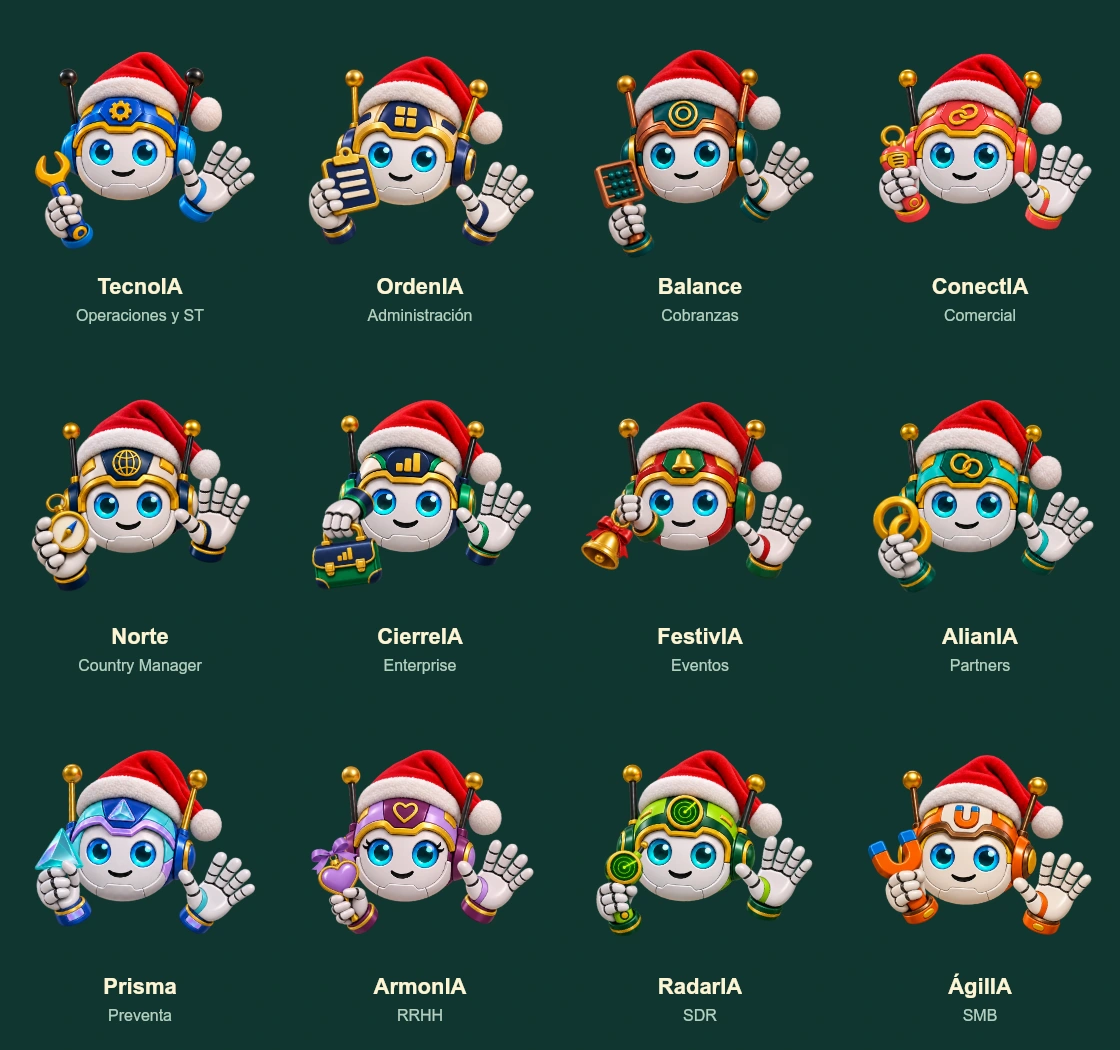 TecnoIA
Operaciones y ST
OrdenIA
Administración
Balance
Cobranzas
ConectIA
Comercial
Norte
Country Manager
CierreIA
Enterprise
FestivIA
Eventos
AlianIA
Partners
Prisma
Preventa
ArmonIA
RRHH
RadarIA
SDR
ÁgilIA
SMB